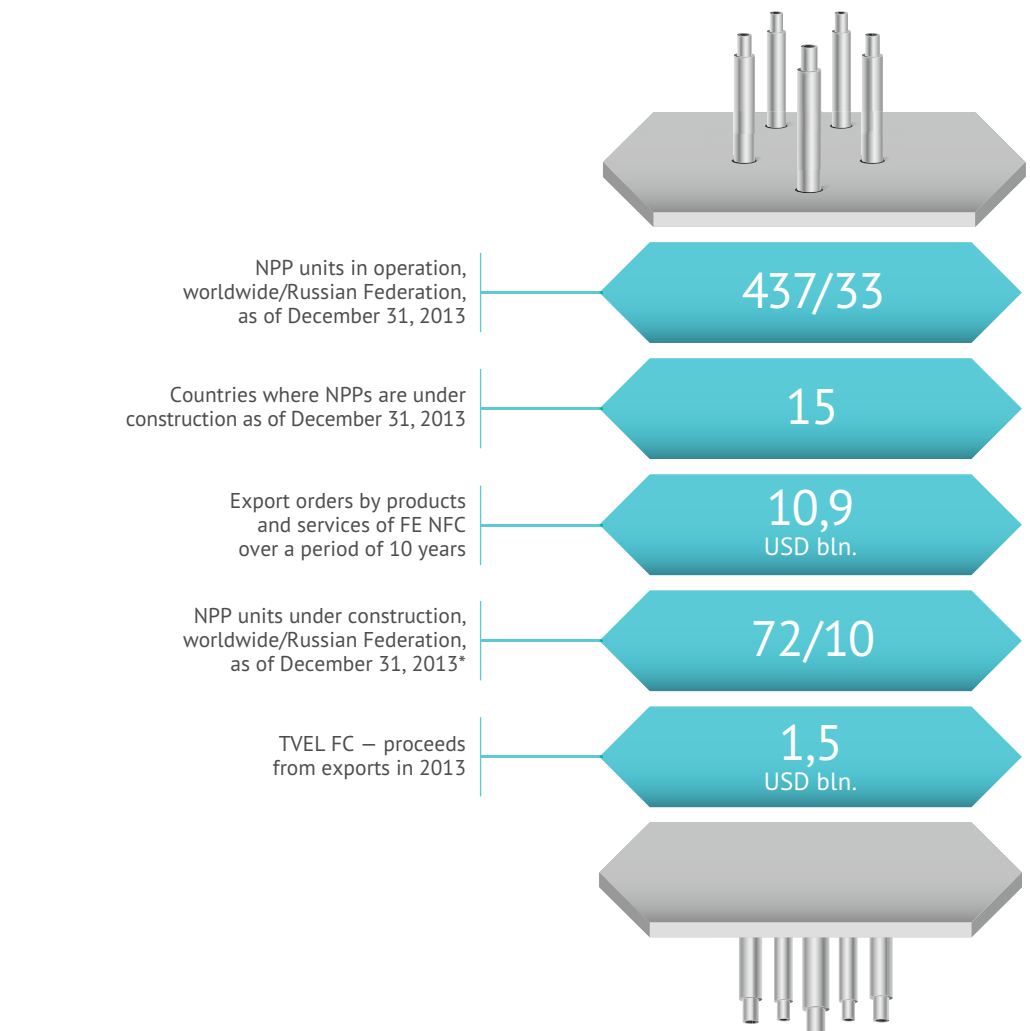 NPP units in operation,
worldwide/Russian Federation,
as of December 31, 2013
437/33
Countries where NPPs are under
construction as of December 31, 2013
15
Export orders by products
and services of FE NFC
over a period of 10 years
10,9
USD bln.
NPP units under construction,
worldwide/Russian Federation,
as of December 31, 2013*
72/10
TVEL FC — proceeds
from exports in 2013
1,5
USD bln.